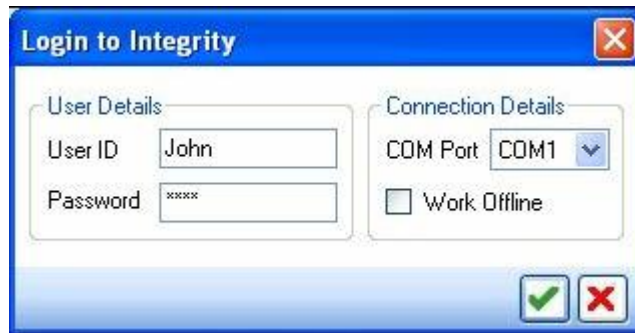 Login to Integrity
User Details
User ID John
Password ****
Connection Details
COM Port COM1
Work Offline